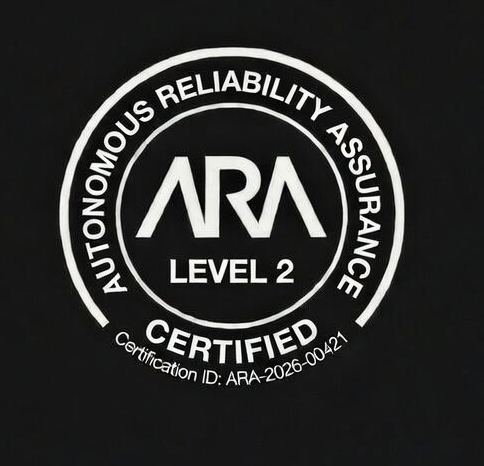 AUTONOMOUS RELIABILITY ASSURANCE
ARA
LEVEL 2
CERTIFIED
Certification ID: ARA-2026-00421